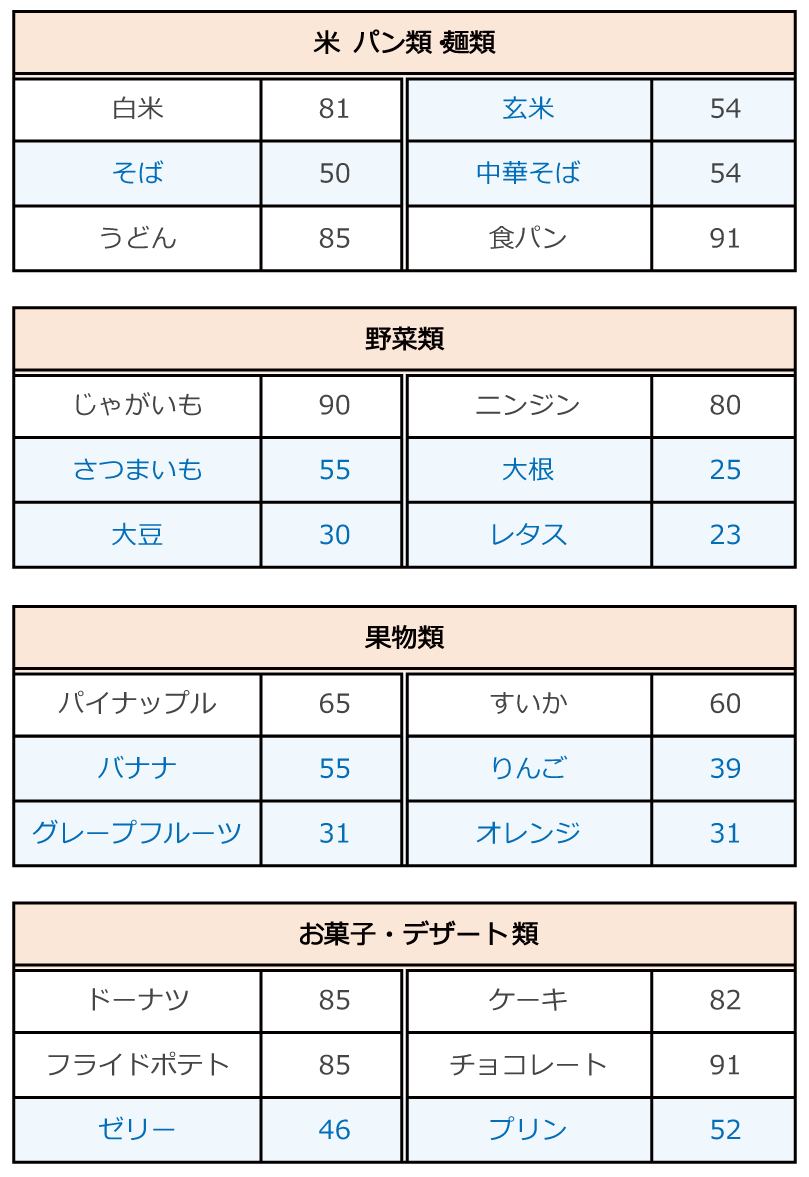 米 パン類・麺類
白米 81 玄米 54
そば 50 中華そば 54
うどん 85 食パン 91
野菜類
じゃがいも 90 ニンジン 80
さつまいも 55 大根 25
大豆 30 レタス 23
果物類
パイナップル 65 すいか 60
バナナ 55 りんご 39
グレープフルーツ 31 オレンジ 31
お菓子・デザート類
ドーナツ 85 ケーキ 82
フライドポテト 85 チョコレート 91
ゼリー 46 プリン 52